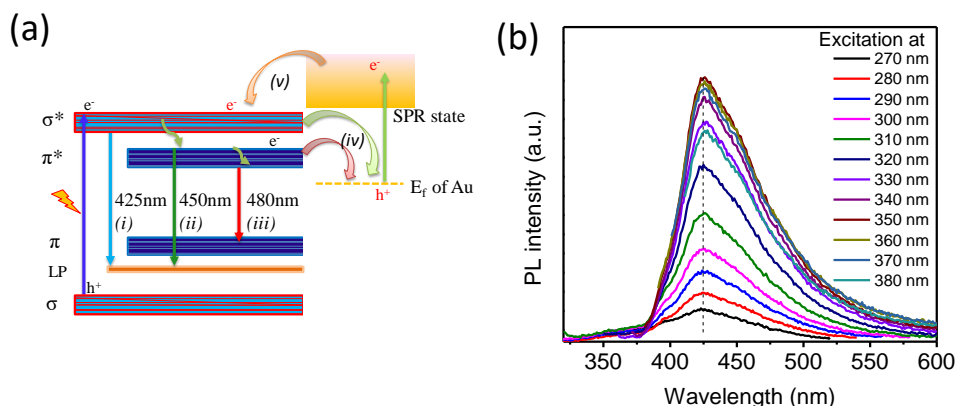 (a)
e-
(v)
e-
SPR state
σ*
e-
e-
(iv)
π*
h+
Ef of Au
425nm
(i)
450nm
(ii)
480nm
(iii)
π
LP
h+
σ
(b)
PL intensity (a.u.)
Excitation at
270 nm
280 nm
290 nm
300 nm
310 nm
320 nm
330 nm
340 nm
350 nm
360 nm
370 nm
380 nm
350 400 450 500 550 600
Wavelength (nm)